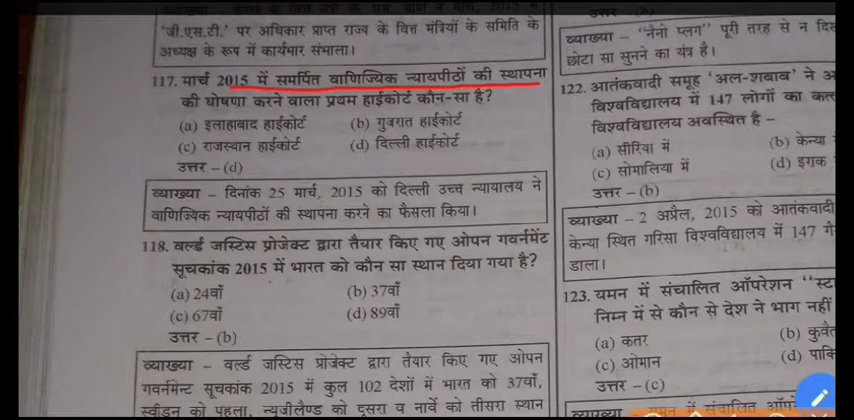 'जी.एस.टी.' पर अधिकार प्राप्त राज्य के वित्त मंत्रियों के समिति के
अध्यक्ष के रूप में कार्यभार संभाला।
117. मार्च 2015 में समर्पित वाणिज्यिक न्यायपीठों की स्थापना
की घोषणा करने वाला प्रथम हाईकोर्ट कौन-सा है?
(a) इलाहाबाद हाईकोर्ट (b) गुजरात हाईकोर्ट
(c) राजस्थान हाईकोर्ट (d) दिल्ली हाईकोर्ट
उत्तर –(d)
व्याख्या – दिनांक 25 मार्च, 2015 को दिल्ली उच्च न्यायालय ने
वाणिज्यिक न्यायपीठों की स्थापना करने का फैसला किया।
118. वर्ल्ड जस्टिस प्रोजेक्ट द्वारा तैयार किए गए ओपन गवर्नमेंट
सूचकांक 2015 में भारत को कौन सा स्थान दिया गया है?
(a) 24वाँ (b) 37वाँ
(c) 67वाँ (d) 89वाँ
उत्तर –(b)
व्याख्या – वर्ल्ड जस्टिस प्रोजेक्ट द्वारा तैयार किए गए ओपन
गवर्नमेन्ट सूचकांक 2015 में कुल 102 देशों में भारत को 37वाँ,
स्वीडन को पहला, न्यूजीलैण्ड को दूसरा व नार्वे को तीसरा स्थान
व्याख्या – ''नैनो प्लग'' पूरी तरह से न
छोटा सा सुनने का यंत्र है।
122. आतंकवादी समूह 'अल-शबाब' ने
विश्वविद्यालय में 147 लोगों का
विश्वविद्यालय अवस्थित है –
(a) सीरिया में (b) केन्या
(c) सोमालिया में (d) इराक
उत्तर –(b)
व्याख्या – 2 अप्रैल, 2015 को आतंकवादी
केन्या स्थित गरिसा विश्वविद्यालय में 147
डाला।
123. यमन में संचालित ऑपरेशन
निम्न में से कौन से देश ने भाग नहीं
(a) कतर (b)
(c) ओमान (d)
उत्तर –(c)
व्याख्या यमन में संचालित